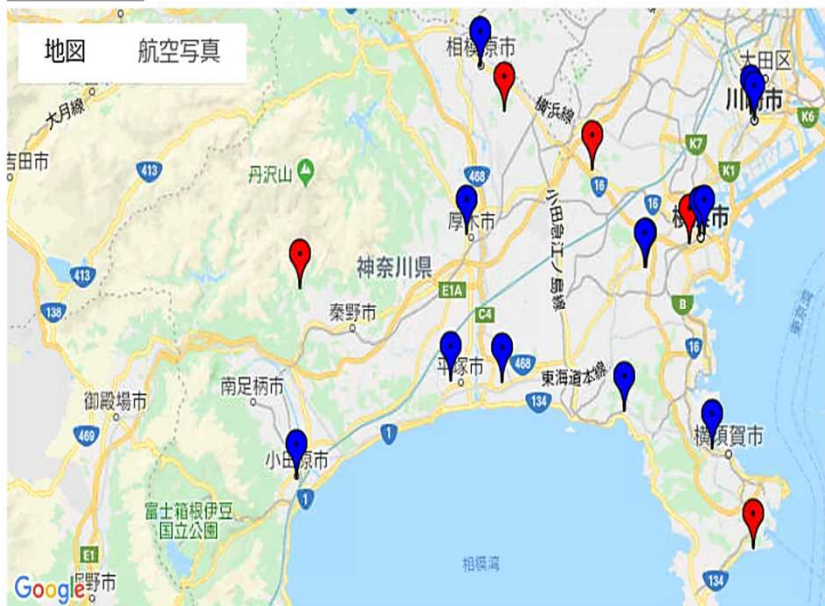 地図
航空写真
相模原市
大田区
川崎市
K6
大月線
横浜線
K7
吉田市
413
丹沢山
468
16
K1
16
厚木
小田急江ノ島線
神奈川県
413
E1A
138
秦野市
C4
B
東京湾
16
平塚市
468
東海道本線
南足柄市
134
御殿場市
469
1
横須賀市
小田原市
1
富士箱根伊豆
国立公園
E1
相模湾
134
Google
野市